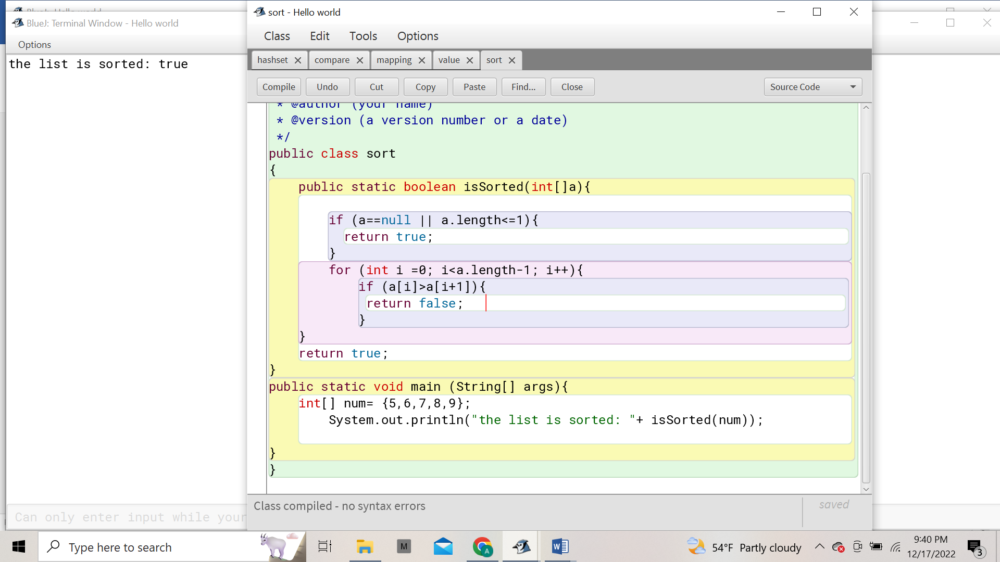 BlueJ: Terminal Window - Hello world
Options
the list is sorted: true
Can only enter input while your
sort - Hello world
Class Edit Tools Options
hashset compare mapping value sort
Compile Undo Cut Copy Paste Find... Close Source Code
* @author (your name)
* @version (a version number or a date)
*/
public class sort
{
public static boolean isSorted(int[]a){
if (a==null || a.length<=1){
return true;
}
for (int i =0; i<a.length-1; i++){
if (a[i]>a[i+1]){
return false;
}
}
return true;
}
public static void main (String[] args){
int[] num= {5,6,7,8,9};
System.out.println("the list is sorted: "+ isSorted(num));
}
}
Class compiled - no syntax errors
saved
Type here to search
M
A
W
54°F Partly cloudy
9:40 PM
12/17/2022
3